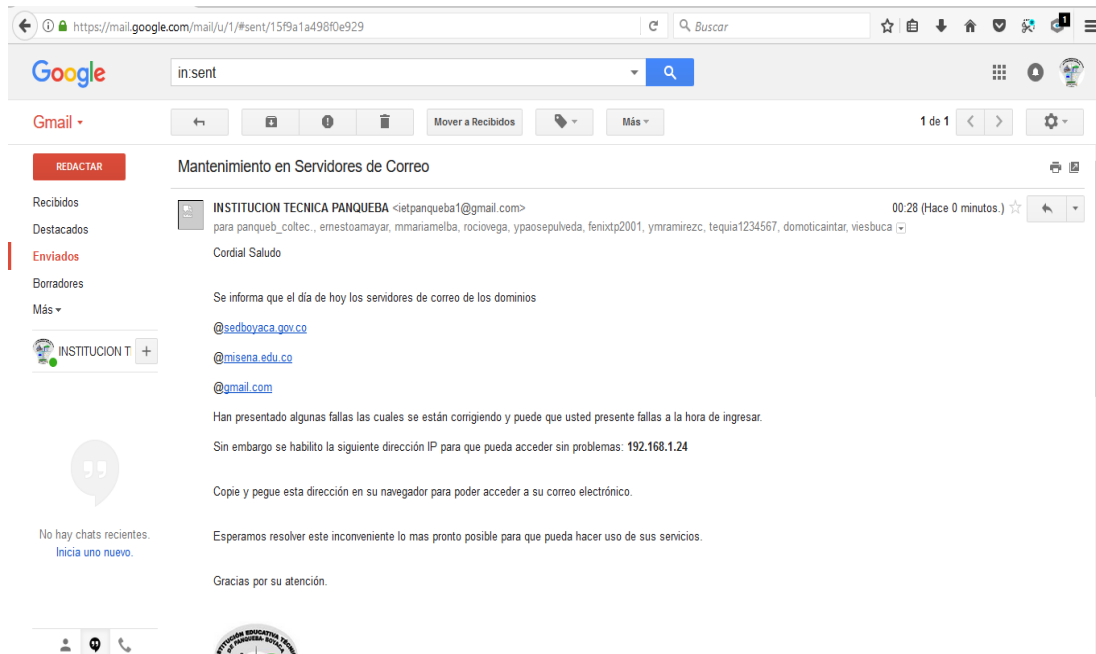 https://mail.google.com/mail/u/1/#sent/15f9a1a498f0e929
Buscar
1
Google
in:sent
Gmail
Mover a Recibidos
Más
1 de 1
REDACTAR
Mantenimiento en Servidores de Correo
Recibidos
Destacados
Enviados
Borradores
Más
INSTITUCION T
No hay chats recientes.
Inicia uno nuevo.
INSTITUCION TECNICA PANQUEBA <ietpanqueba1@gmail.com>
00:28 (Hace 0 minutos.)
para panqueb_coltec., ernestoamayar, mmariamelba, rociovega, ypaosepulveda, fenixtp2001, ymramirezc, tequia1234567, domoticaintar, viesbuca
Cordial Saludo
Se informa que el día de hoy los servidores de correo de los dominios
@sedboyaca.gov.co
@misena.edu.co
@gmail.com
Han presentado algunas fallas las cuales se están corrigiendo y puede que usted presente fallas a la hora de ingresar.
Sin embargo se habilito la siguiente dirección IP para que pueda acceder sin problemas: 192.168.1.24
Copie y pegue esta dirección en su navegador para poder acceder a su correo electrónico.
Esperamos resolver este inconveniente lo mas pronto posible para que pueda hacer uso de sus servicios.
Gracias por su atención.
INSTITUCIÓN EDUCATIVA TÉCNICA
DE PANQUEBA- BOYACA